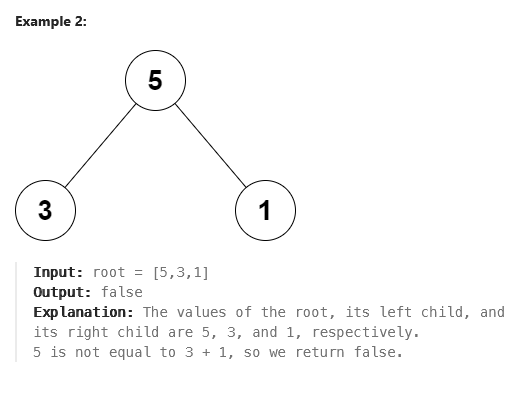 Example 2:
5
3 1
Input: root = [5,3,1]
Output: false
Explanation: The values of the root, its left child, and
its right child are 5, 3, and 1, respectively.
5 is not equal to 3 + 1, so we return false.